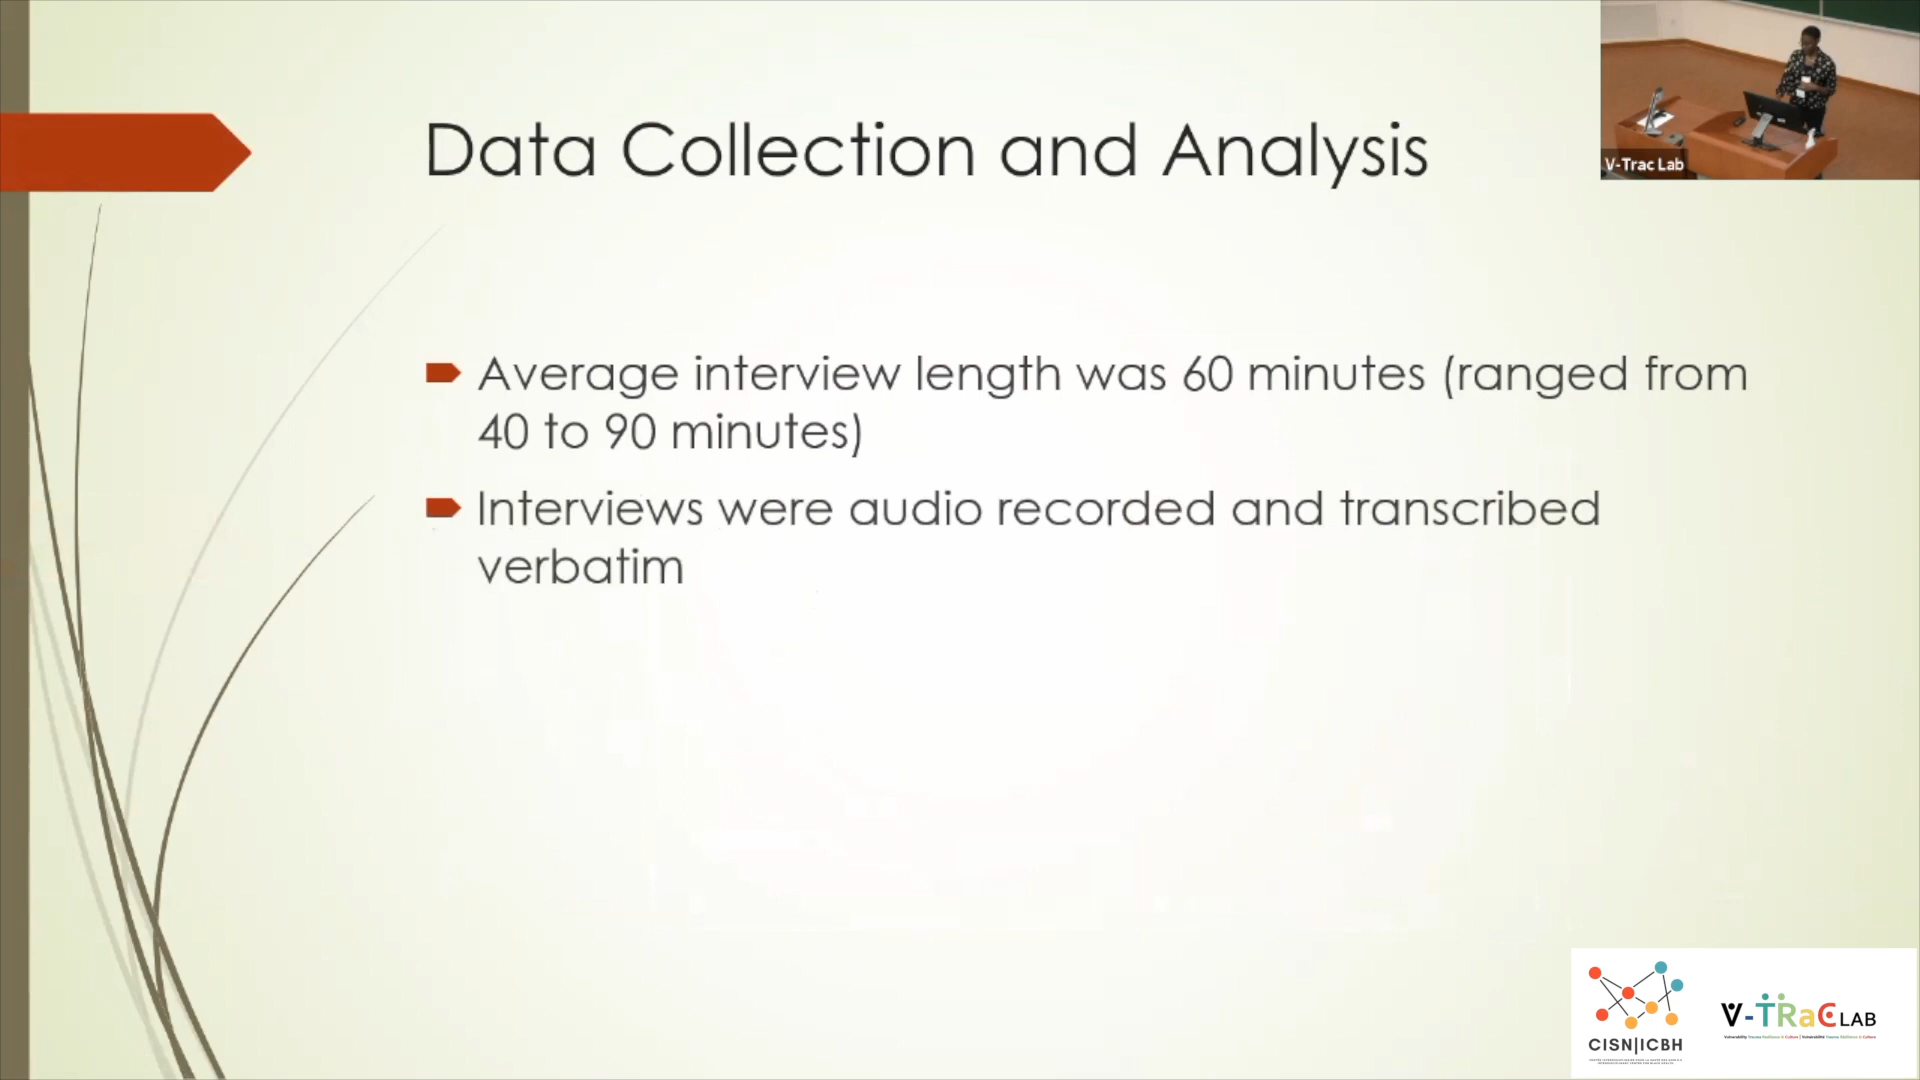 Data Collection and Analysis
V-Trac Lab
Average interview length was 60 minutes (ranged from
40 to 90 minutes)
Interviews were audio recorded and transcribed
verbatim
CISN|ICBH
V-TRaC LAB